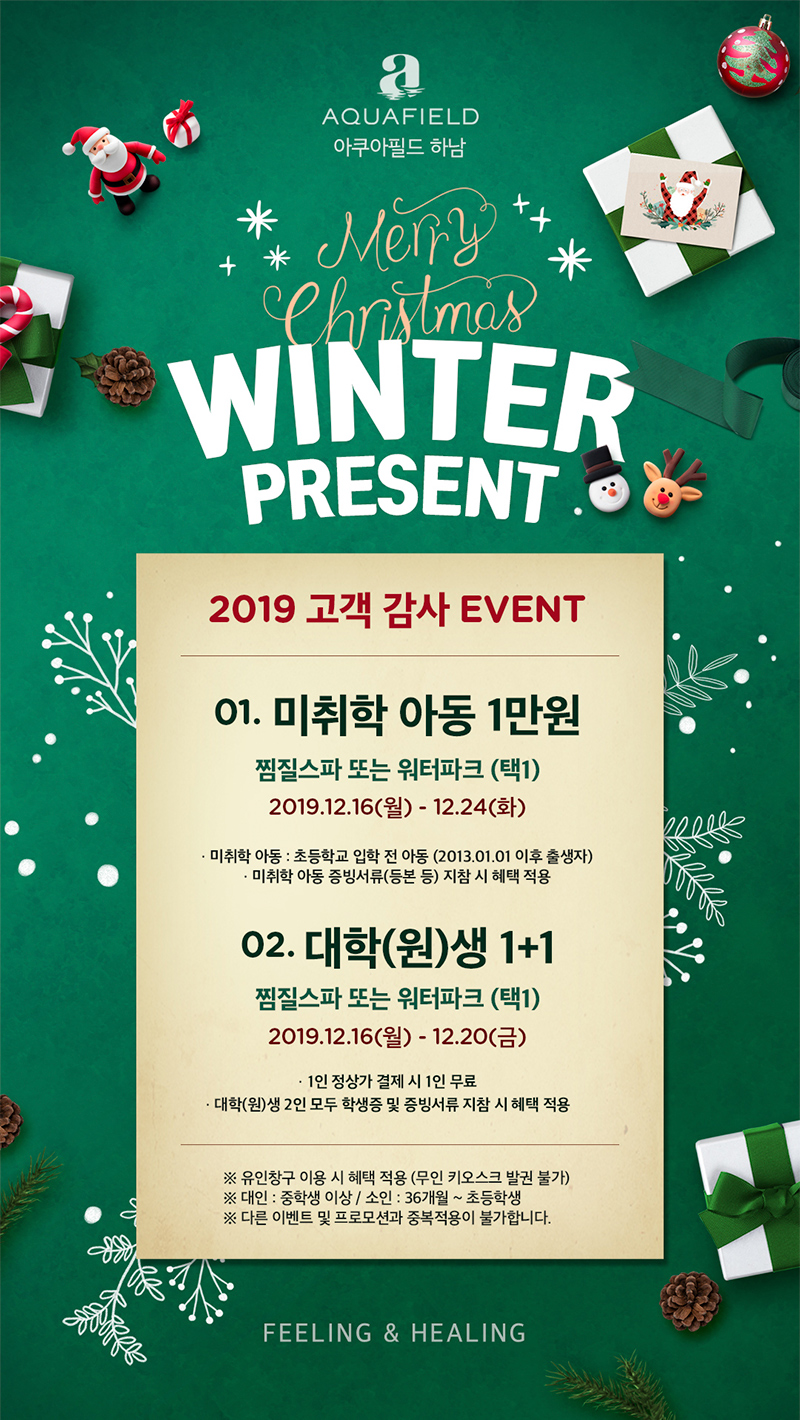 a
AQUAFIELD
아쿠아필드 하남
Merry
Christmas
WINTER
PRESENT
2019 고객 감사 EVENT
01. 미취학 아동 1만원
찜질스파 또는 워터파크 (택1)
2019.12.16(월) - 12.24(화)
· 미취학 아동 : 초등학교 입학 전 아동 (2013.01.01 이후 출생자)
· 미취학 아동 증빙서류(등본 등) 지참 시 혜택 적용
02. 대학(원)생 1+1
찜질스파 또는 워터파크 (택1)
2019.12.16(월) - 12.20(금)
· 1인 정상가 결제 시 1인 무료
· 대학(원)생 2인 모두 학생증 및 증빙서류 지참 시 혜택 적용
※ 유인창구 이용 시 혜택 적용 (무인 키오스크 발권 불가)
※ 대인 : 중학생 이상 / 소인 : 36개월 ~ 초등학생
※ 다른 이벤트 및 프로모션과 중복적용이 불가합니다.
FEELING & HEALING